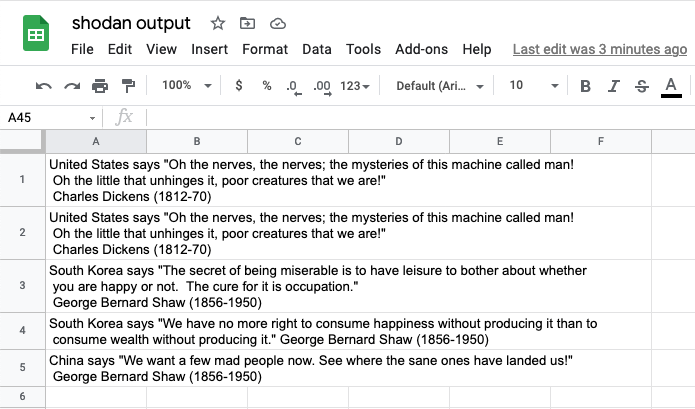 shodan output
File Edit View Insert Format Data Tools Add-ons Help Last edit was 3 minutes ago
100% $ % .0 .00 123 Default (Ari... 10 B I S A
A45 fx
A B C D E F
1 United States says "Oh the nerves, the nerves; the mysteries of this machine called man!
Oh the little that unhinges it, poor creatures that we are!"
Charles Dickens (1812-70)
2 United States says "Oh the nerves, the nerves; the mysteries of this machine called man!
Oh the little that unhinges it, poor creatures that we are!"
Charles Dickens (1812-70)
3 South Korea says "The secret of being miserable is to have leisure to bother about whether
you are happy or not.  The cure for it is occupation."
George Bernard Shaw (1856-1950)
4 South Korea says "We have no more right to consume happiness without producing it than to
consume wealth without producing it." George Bernard Shaw (1856-1950)
5 China says "We want a few mad people now. See where the sane ones have landed us!"
George Bernard Shaw (1856-1950)
6